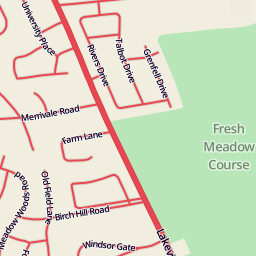 University
Place
Rivers Drive
Talbot Drive
Grenfell Drive
Merrivale Road
Farm Lane
Fresh
Meadow
Course
Old Field Lane
Meadow Woods
Road
Birch Hill Road
Windsor Gate